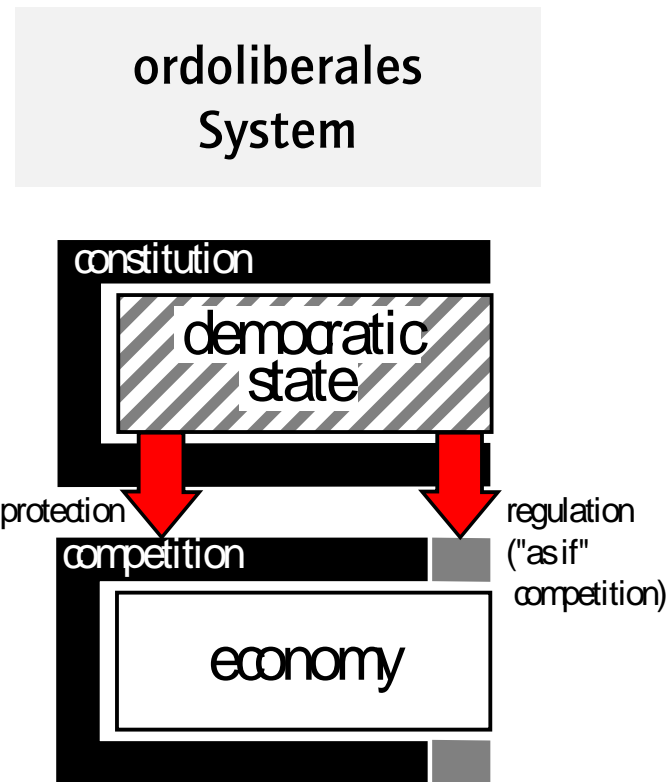 ordoliberales
System
constitution
democratic
state
protection
regulation
("as if"
competition)
competition
economy